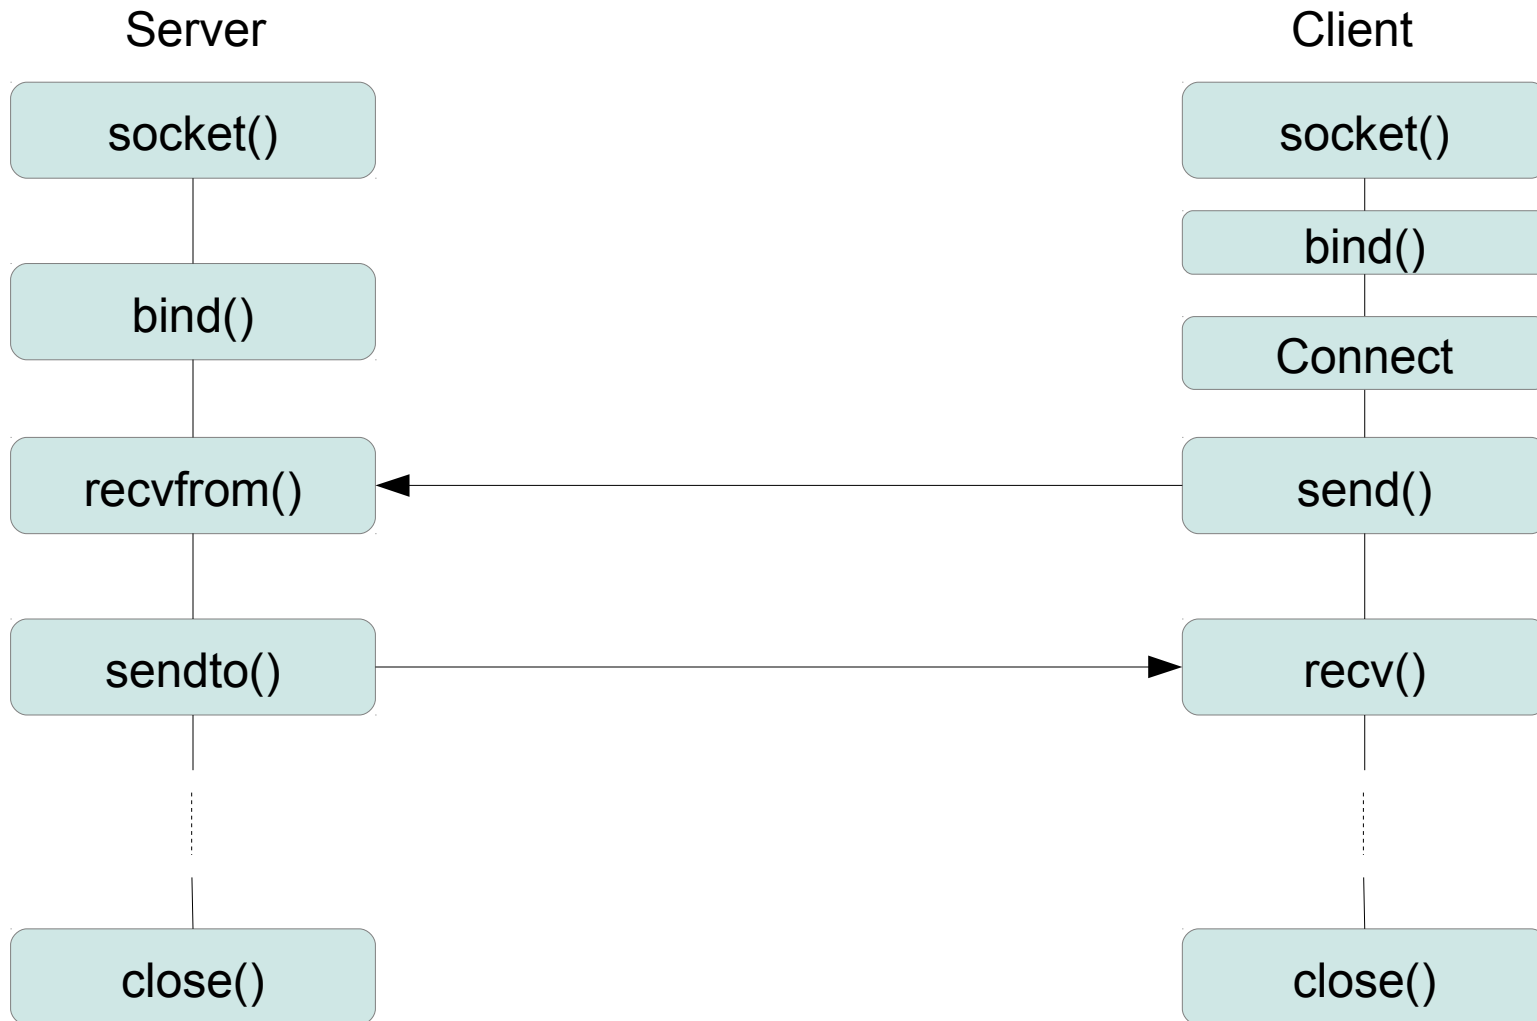 Server
Client
socket()
socket()
bind()
bind()
Connect
recvfrom()
send()
sendto()
recv()
close()
close()